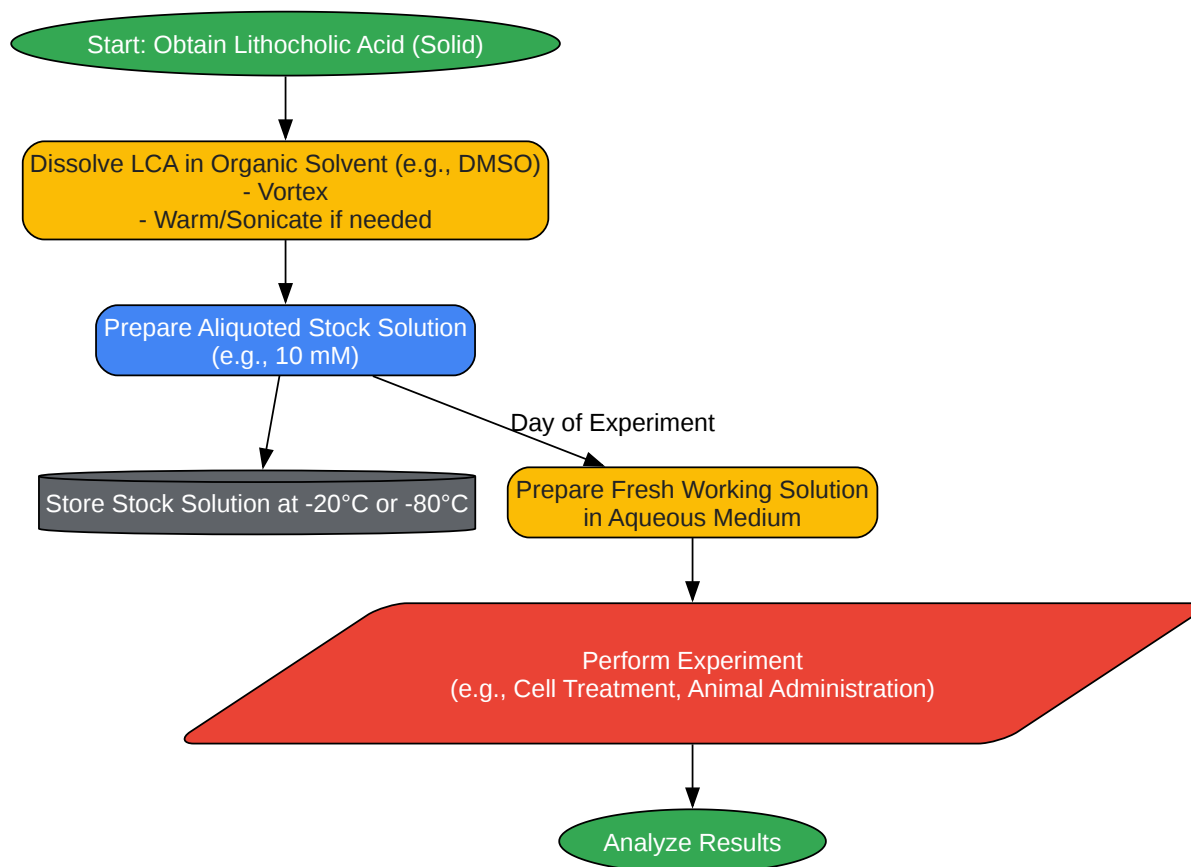 Start: Obtain Lithocholic Acid (Solid)
Dissolve LCA in Organic Solvent (e.g., DMSO)
- Vortex
- Warm/Sonicate if needed
Prepare Aliquoted Stock Solution
(e.g., 10 mM)
Day of Experiment
Store Stock Solution at -20°C or -80°C
Prepare Fresh Working Solution
in Aqueous Medium
Perform Experiment
(e.g., Cell Treatment, Animal Administration)
Analyze Results